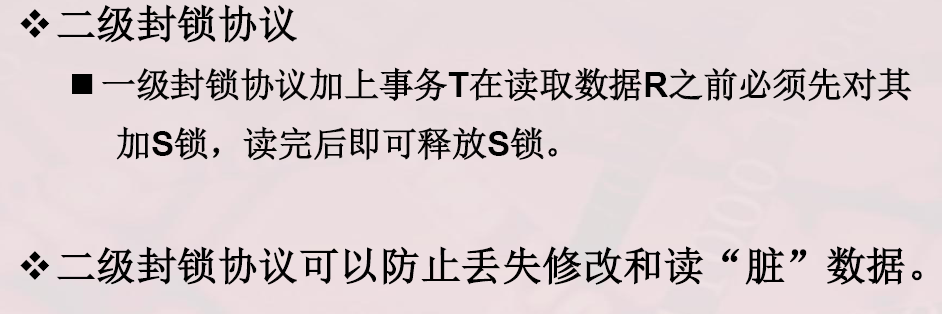 ❖二级封锁协议
■ 一级封锁协议加上事务T在读取数据R之前必须先对其
加S锁，读完后即可释放S锁。
❖二级封锁协议可以防止丢失修改和读“脏”数据。